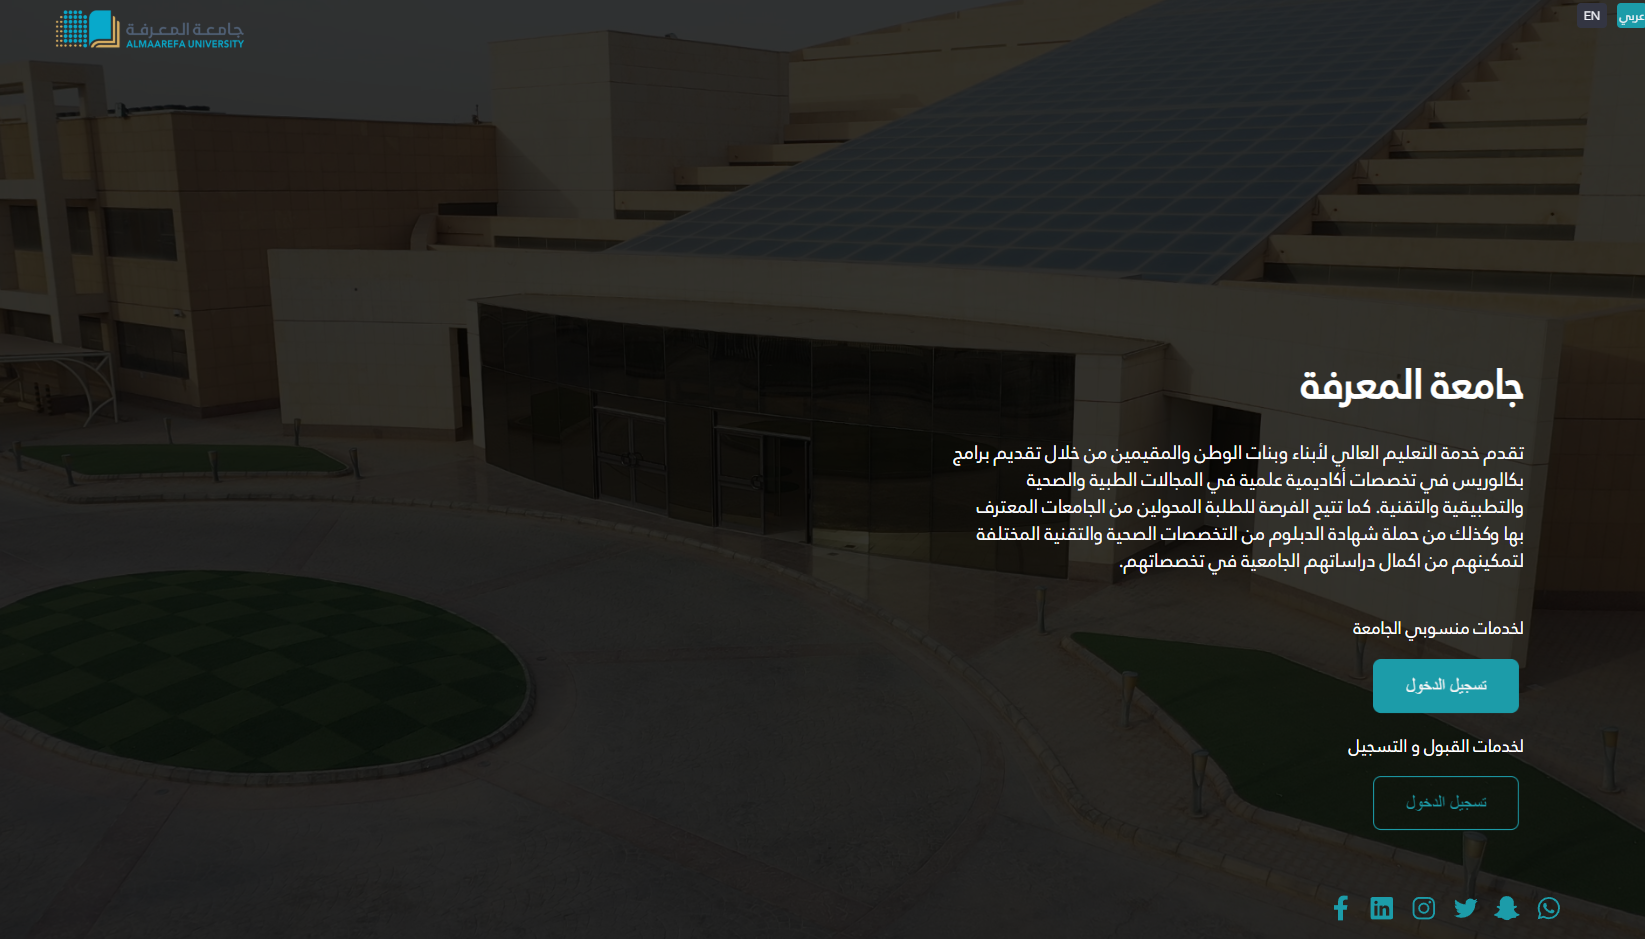 جامعة المعرفة
ALMAAREFA UNIVERSITY
EN
عربي
جامعة المعرفة
تقدم خدمة التعليم العالي لأبناء وبنات الوطن والمقيمين من خلال تقديم برامج
بكالوريس في تخصصات أكاديمية علمية في المجالات الطبية والصحية
والتطبيقية والتقنية. كما تتيح الفرصة للطلبة المحولين من الجامعات المعترف
بها وكذلك من حملة شهادة الدبلوم من التخصصات الصحية والتقنية المختلفة
لتمكينهم من اكمال دراساتهم الجامعية في تخصصاتهم.
لخدمات منسوبي الجامعة
تسجيل الدخول
لخدمات القبول و التسجيل
تسجيل الدخول